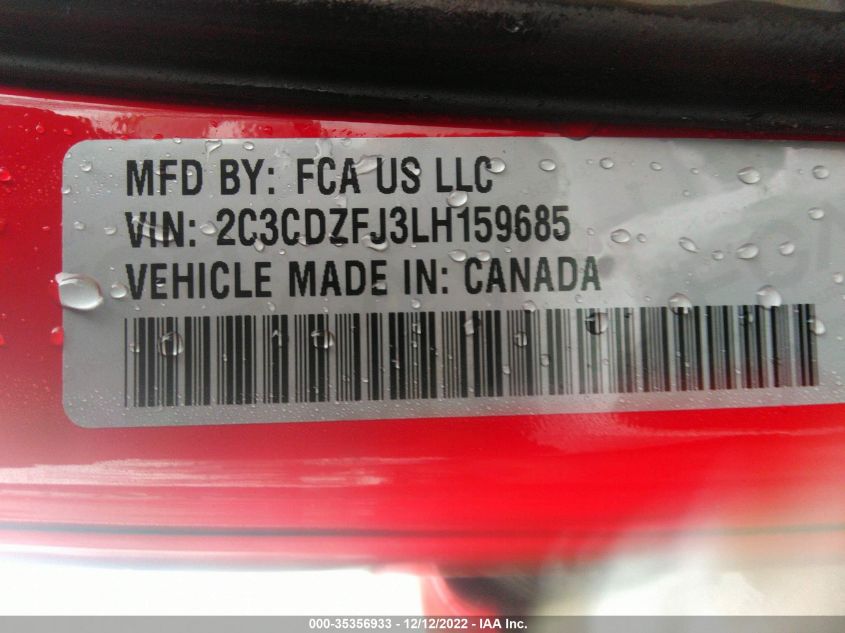 MFD BY: FCA US LLC
VIN: 2C3CDZFJ3LH159685
VEHICLE MADE IN: CANADA
000-35356933 - 12/12/2022 - IAA Inc.